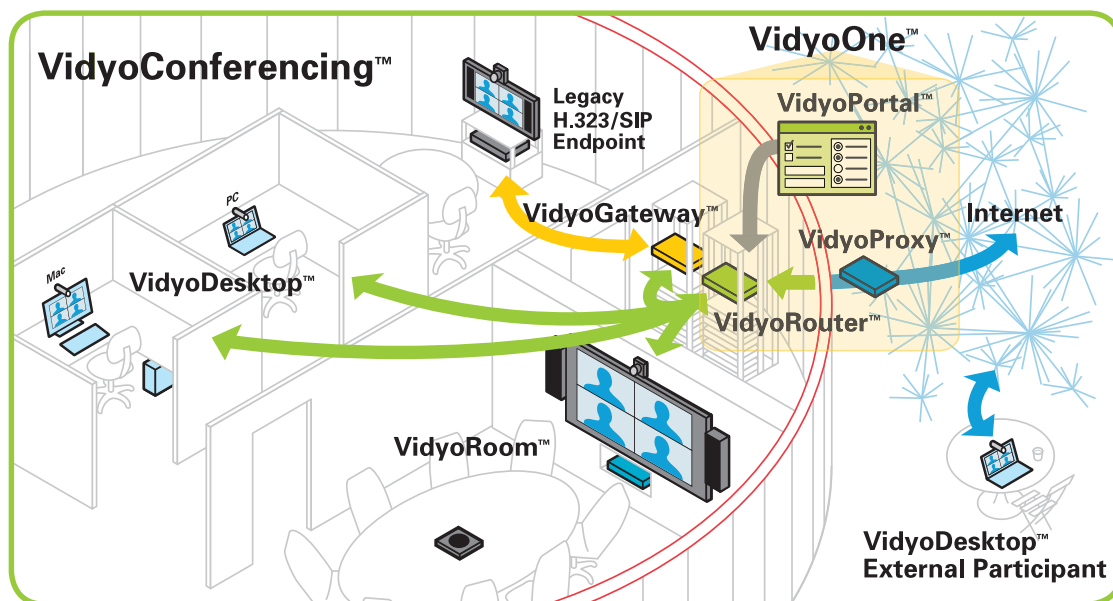 VidyoConferencing™
VidyoOne™
VidyoPortal™
Legacy
H.323/SIP
Endpoint
PC
VidyoGateway™
Internet
VidyoProxy™
Mac
VidyoDesktop™
VidyoRouter™
VidyoRoom™
VidyoDesktop™
External Participant